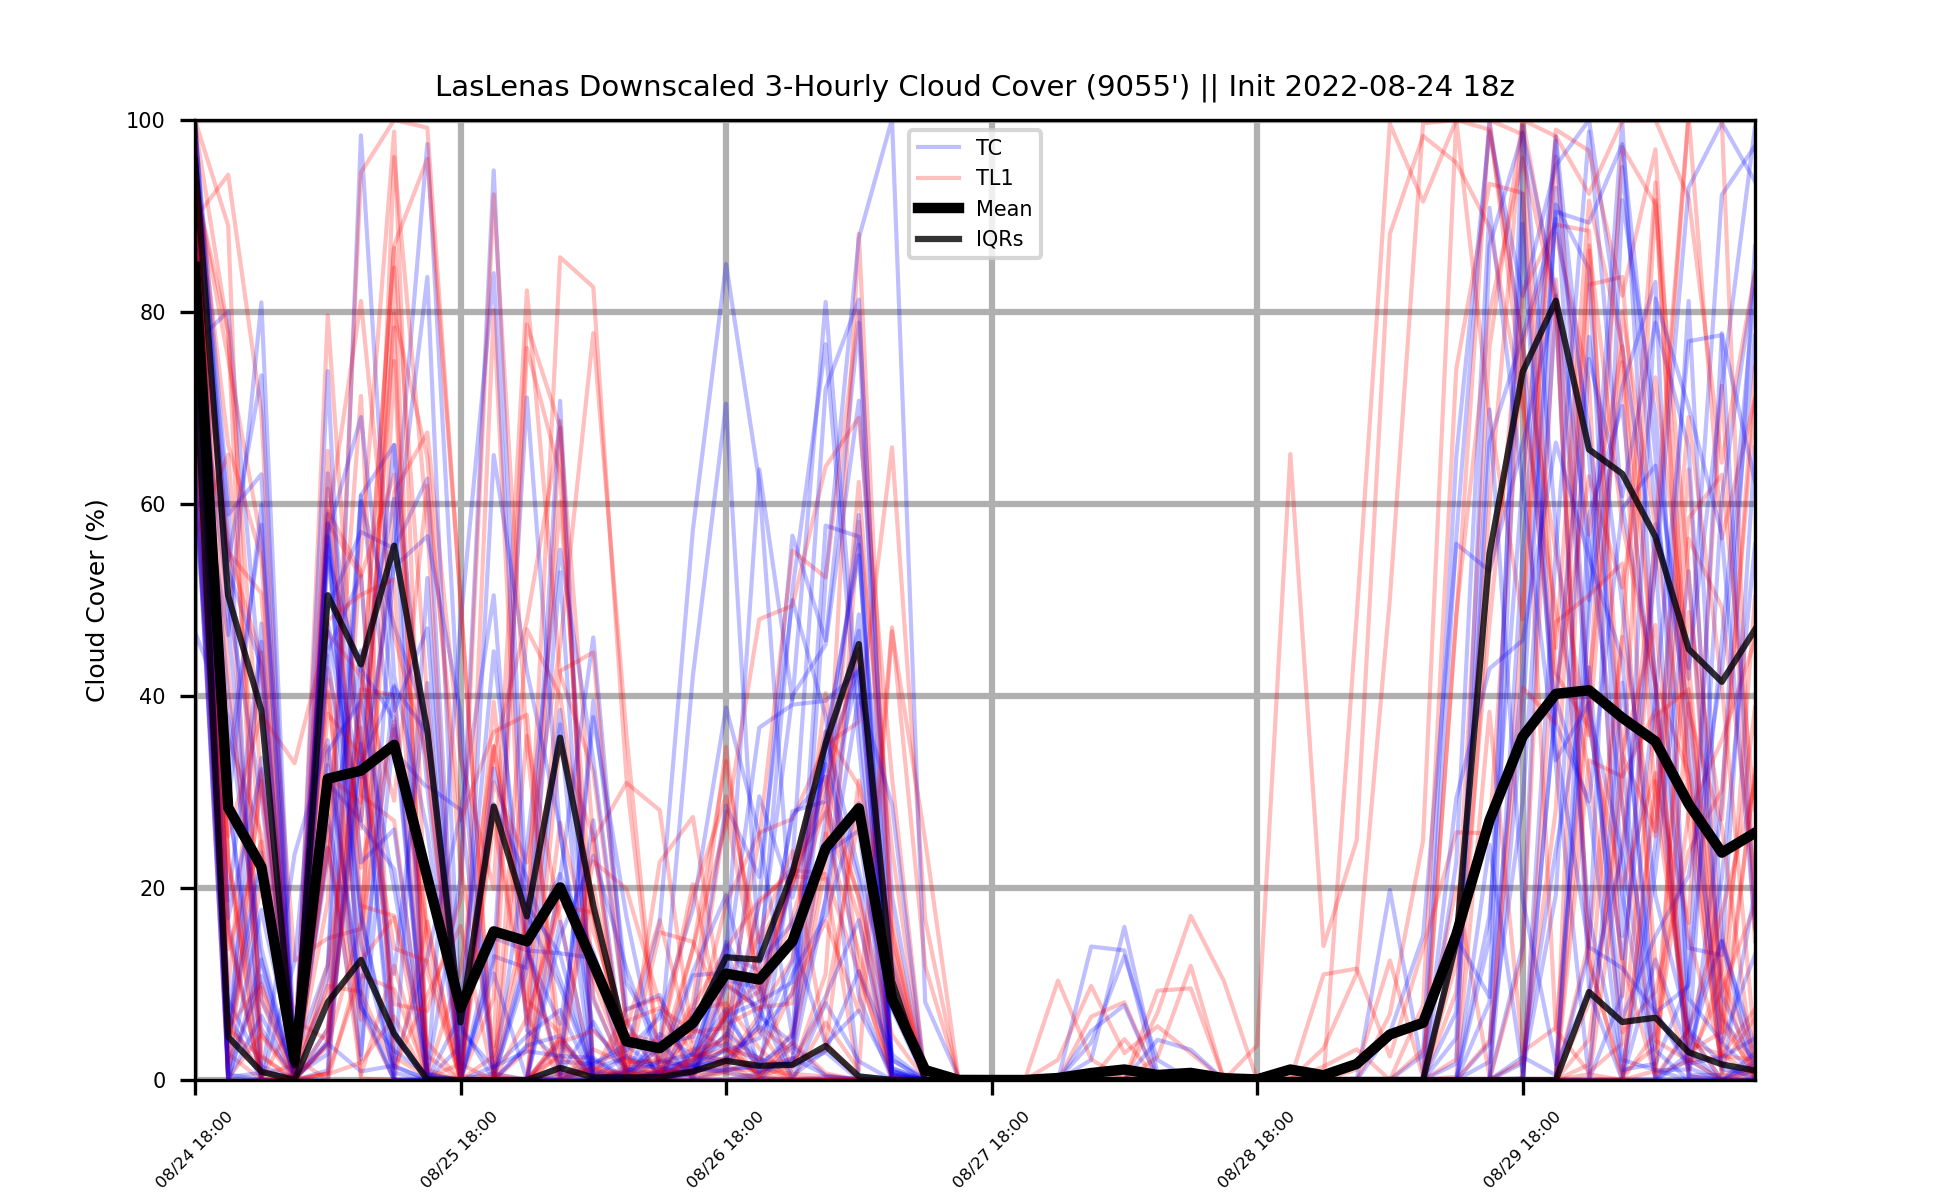 LasLenas Downscaled 3-Hourly Cloud Cover (9055') || Init 2022-08-24 18z
Cloud Cover (%)
100
80
60
40
20
0
TC
TL1
Mean
IQRs
08/24 18:00
08/25 18:00
08/26 18:00
08/27 18:00
08/28 18:00
08/29 18:00